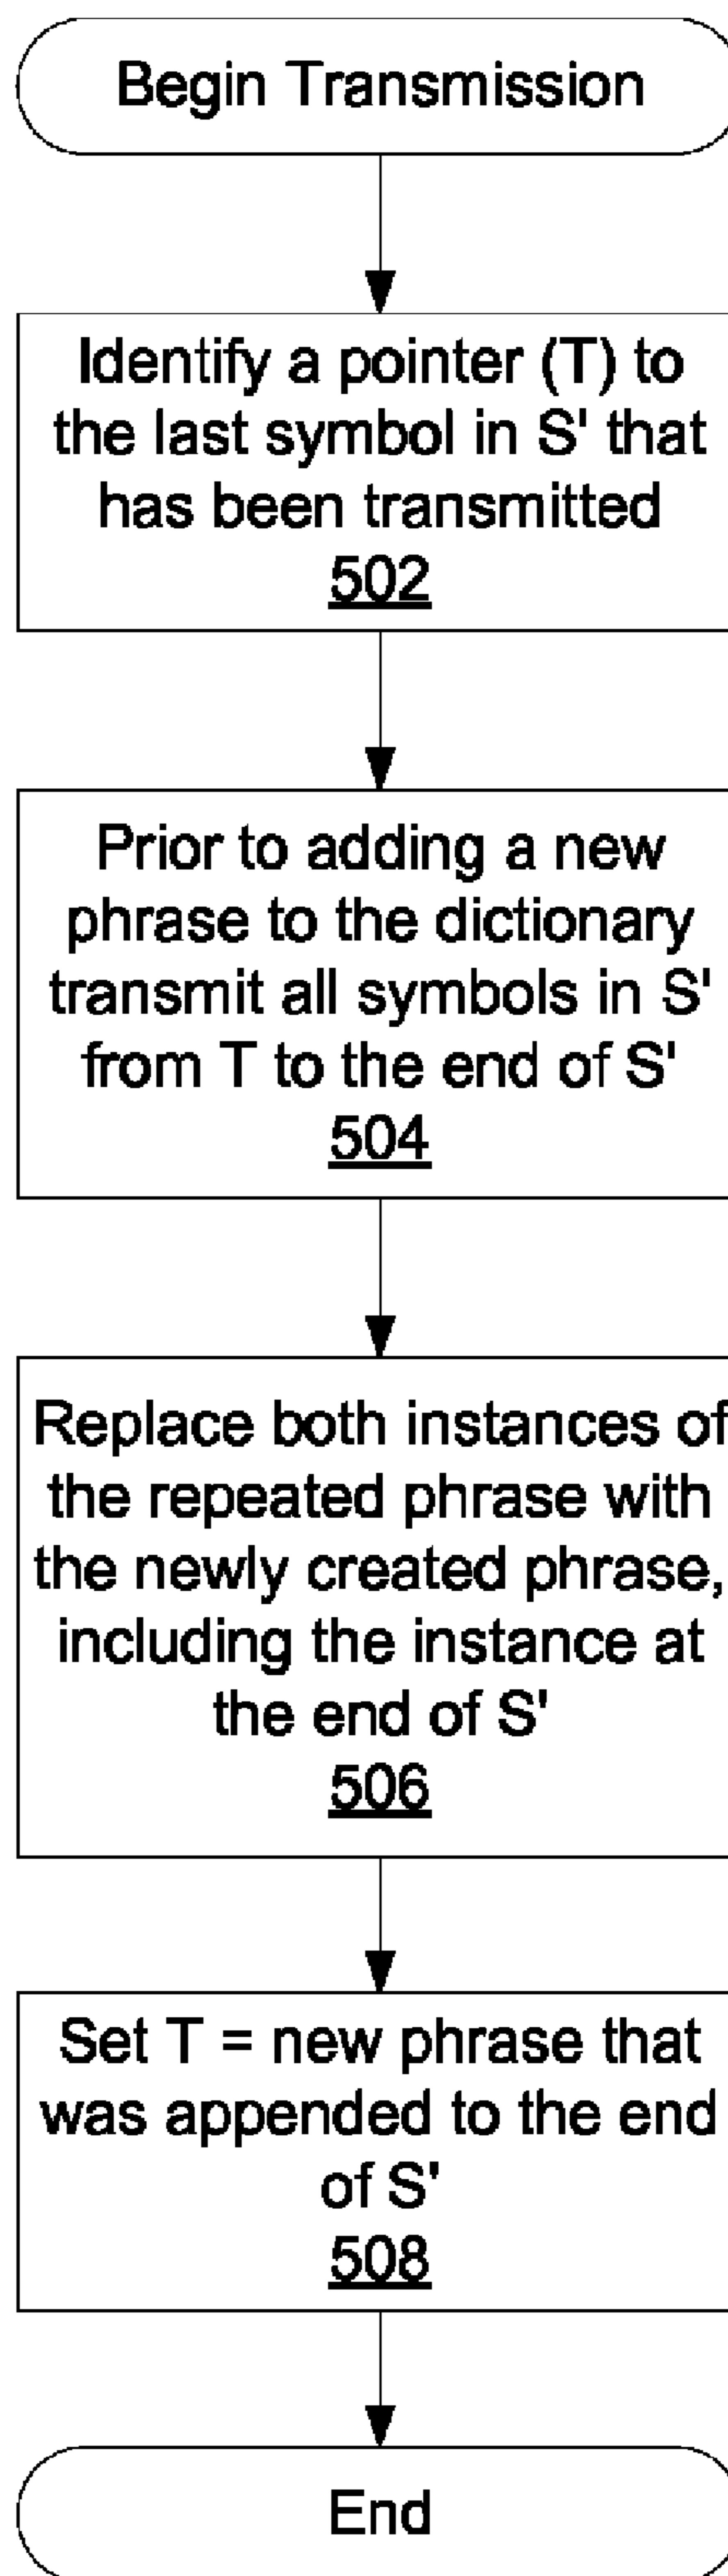 Begin Transmission
Identify a pointer (T) to
the last symbol in S' that
has been transmitted
502
Prior to adding a new
phrase to the dictionary
transmit all symbols in S'
from T to the end of S'
504
Replace both instances of
the repeated phrase with
the newly created phrase,
including the instance at
the end of S'
506
Set T = new phrase that
was appended to the end
of S'
508
End